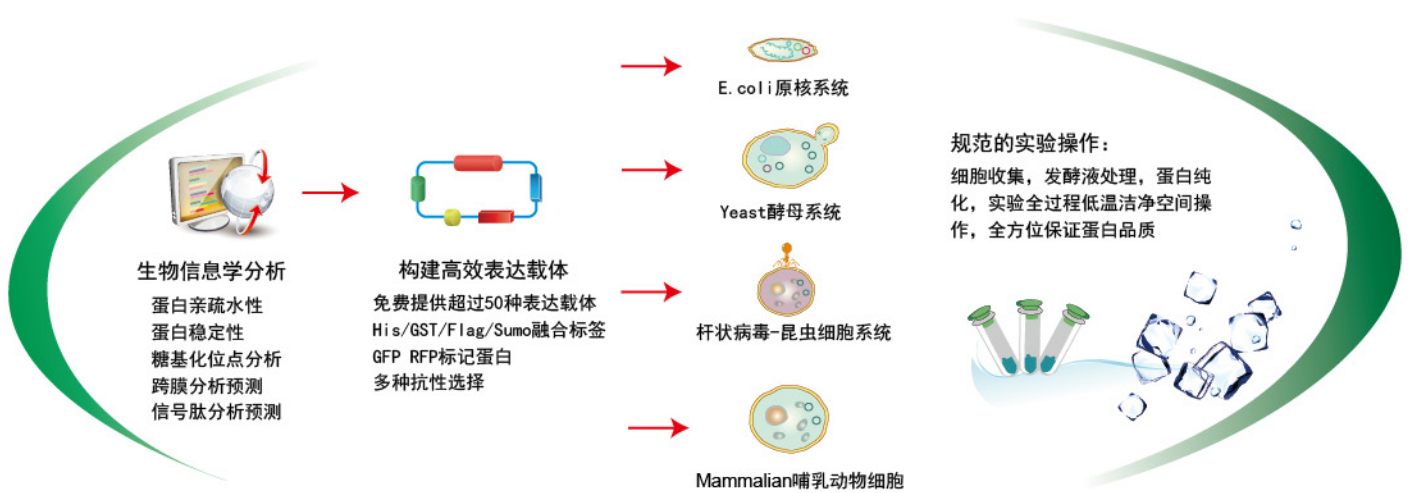 生物信息学分析
蛋白亲疏水性
蛋白稳定性
糖基化位点分析
跨膜分析预测
信号肽分析预测
构建高效表达载体
免费提供超过50种表达载体
His/GST/Flag/Sumo融合标签
GFP RFP标记蛋白
多种抗性选择
E.coli原核系统
Yeast酵母系统
杆状病毒-昆虫细胞系统
Mammalian哺乳动物细胞
规范的实验操作：
细胞收集，发酵液处理，蛋白纯
化，实验全过程低温洁净空间操
作，全方位保证蛋白品质